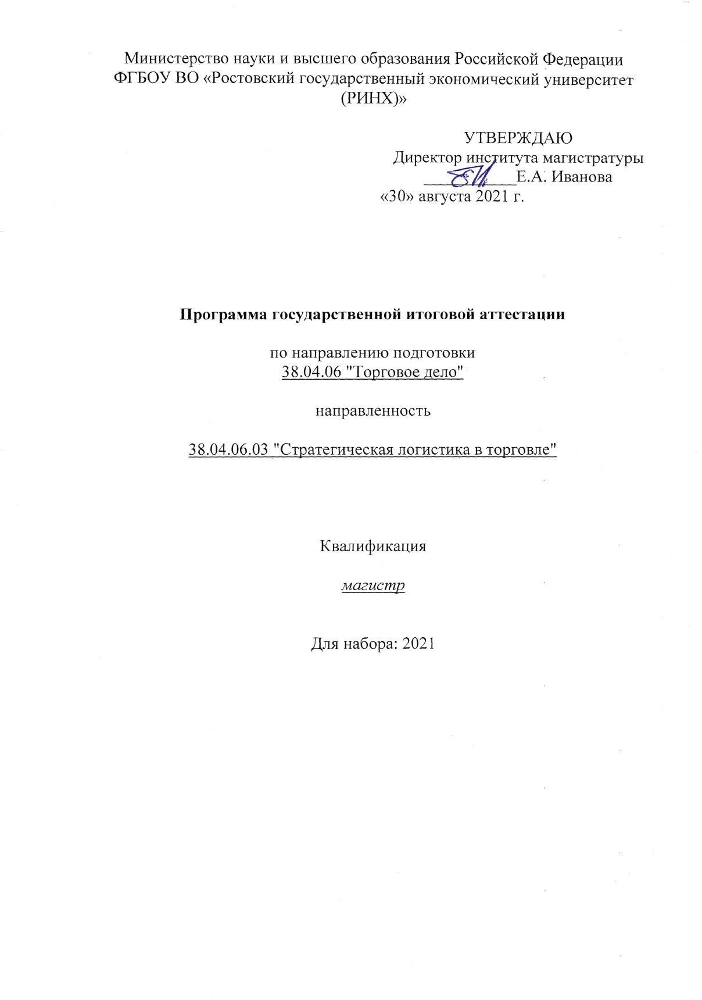 Министерство науки и высшего образования Российской Федерации
ФГБОУ ВО «Ростовский государственный экономический университет
(РИНХ)»
УТВЕРЖДАЮ
Директор института магистратуры
Е.А. Иванова
«30» августа 2021 г.
Программа государственной итоговой аттестации
по направлению подготовки
38.04.06 "Торговое дело"
направленность
38.04.06.03 "Стратегическая логистика в торговле"
Квалификация
магистр
Для набора: 2021